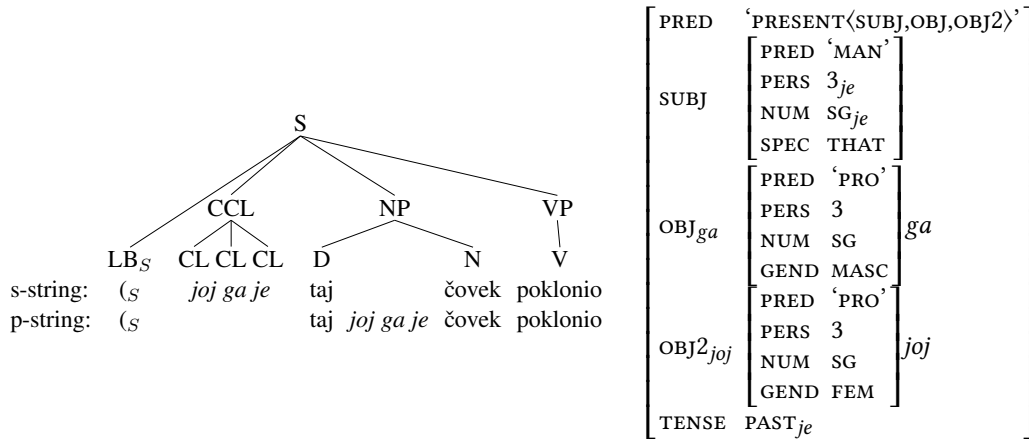 S
CCL NP VP
LB_S CL CL CL D N V
s-string: (_S joj ga je taj čovek poklonio
p-string: (_S taj joj ga je čovek poklonio
PRED ‘PRESENT⟨SUBJ,OBJ,OBJ2⟩’
SUBJ
PRED ‘MAN’
PERS 3_je
NUM SG_je
SPEC THAT
OBJ_ga
PRED ‘PRO’
PERS 3
NUM SG
GEND MASC
ga
OBJ2_joj
PRED ‘PRO’
PERS 3
NUM SG
GEND FEM
joj
TENSE PAST_je